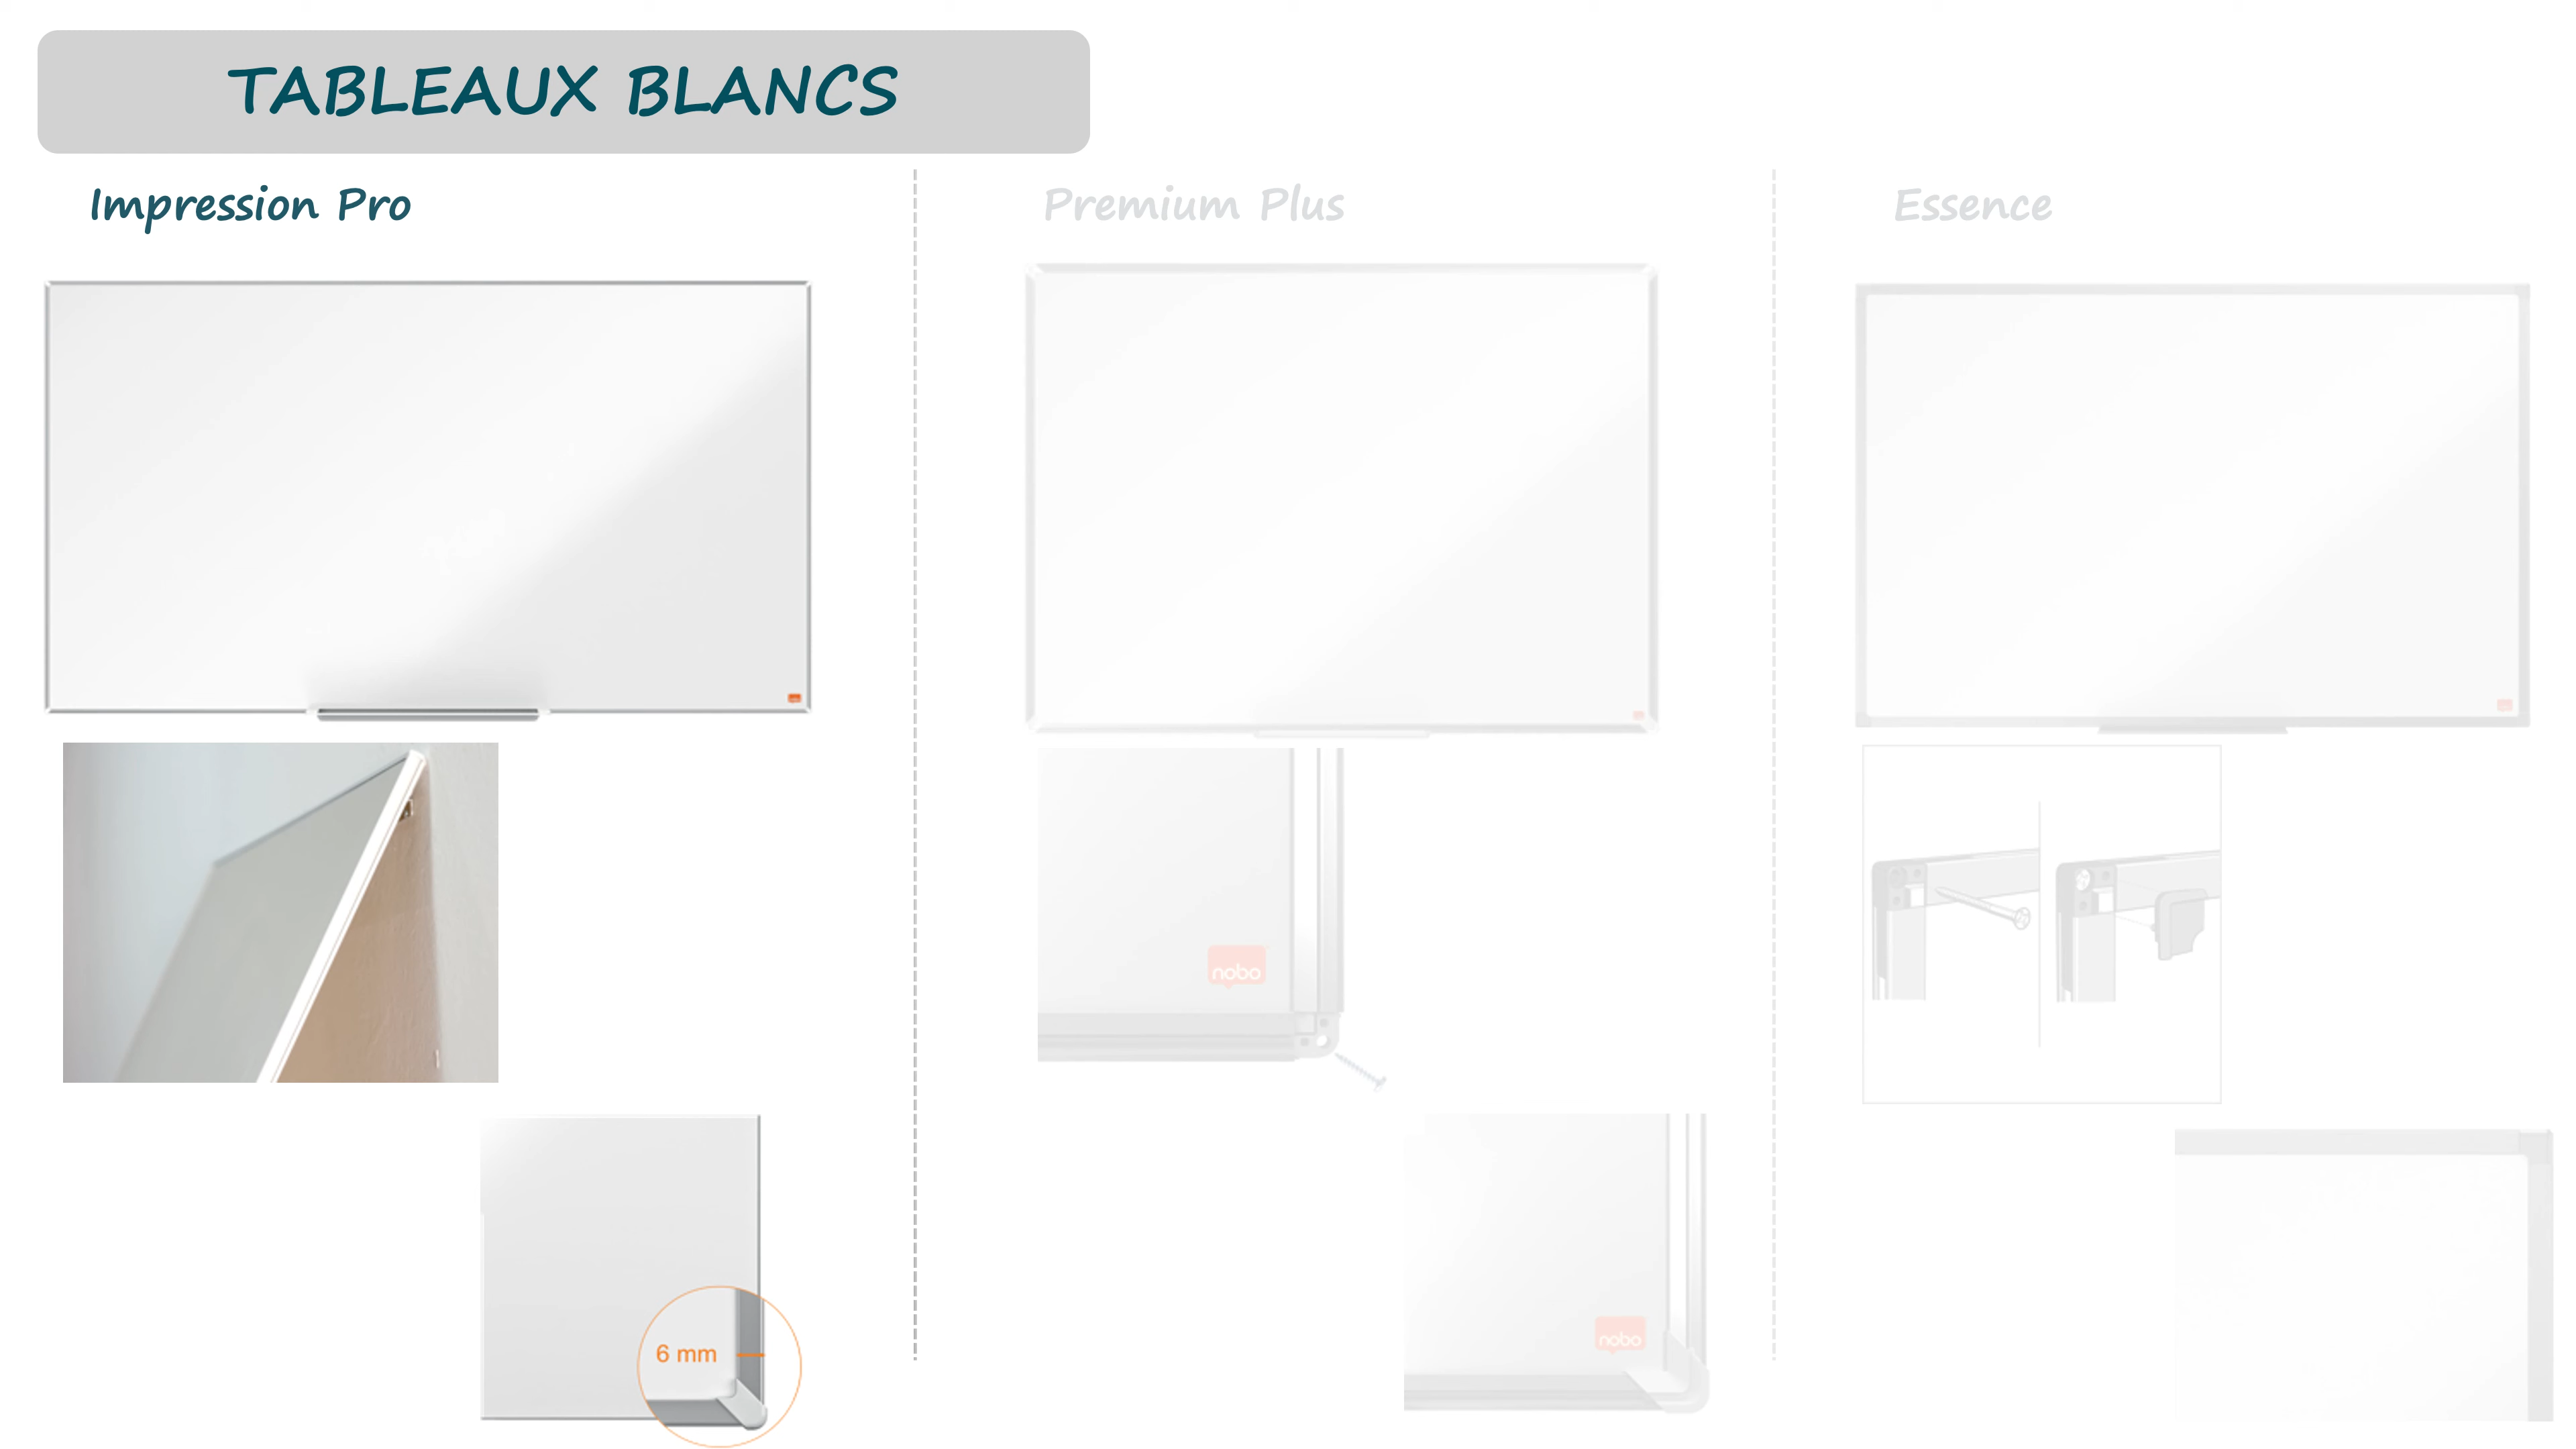 TABLEAUX BLANCS
Impression Pro
Premium Plus
Essence
nobo
nobo
6 mm